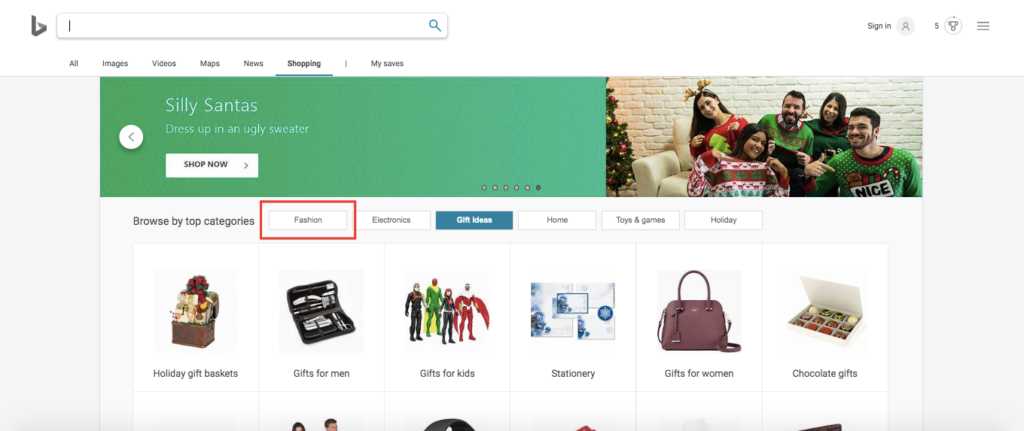 Sign in
5
All Images Videos Maps News Shopping | My saves
Silly Santas
Dress up in an ugly sweater
SHOP NOW
NICE
Browse by top categories Fashion Electronics Gift Ideas Home Toys & games Holiday
Holiday gift baskets Gifts for men Gifts for kids Stationery Gifts for women Chocolate gifts